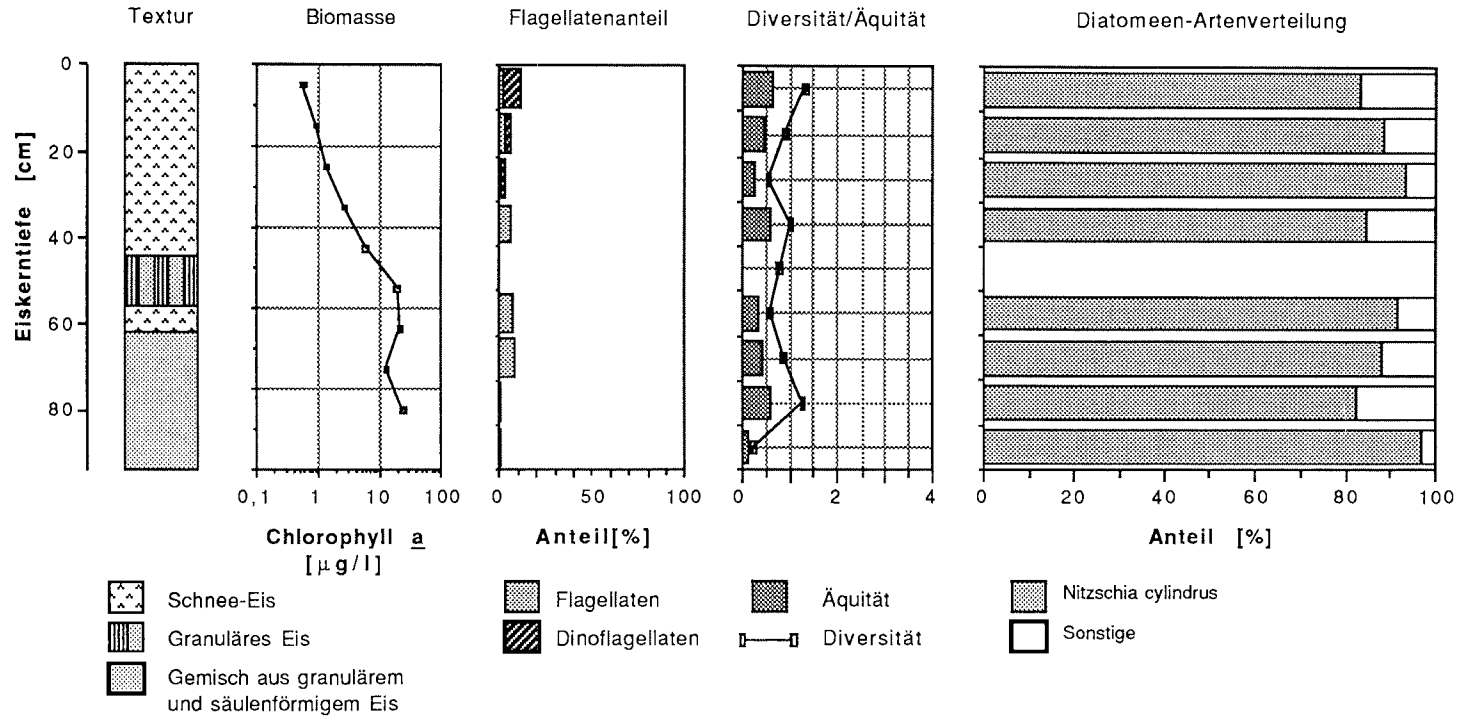 Textur
Biomasse
Flagellatenanteil
Diversität/Äquität
Diatomeen-Artenverteilung
Eiskerntiefe [cm]
0
20
40
60
80
0,1 1 10 100
0 50 100
0 1 2 3 4
0 20 40 60 80 100
Chlorophyll a
[µg/l]
Anteil[%]
Anteil [%]
Schnee-Eis
Granuläres Eis
Gemisch aus granulärem
und säulenförmigem Eis
Flagellaten
Dinoflagellaten
Äquität
Diversität
Nitzschia cylindrus
Sonstige